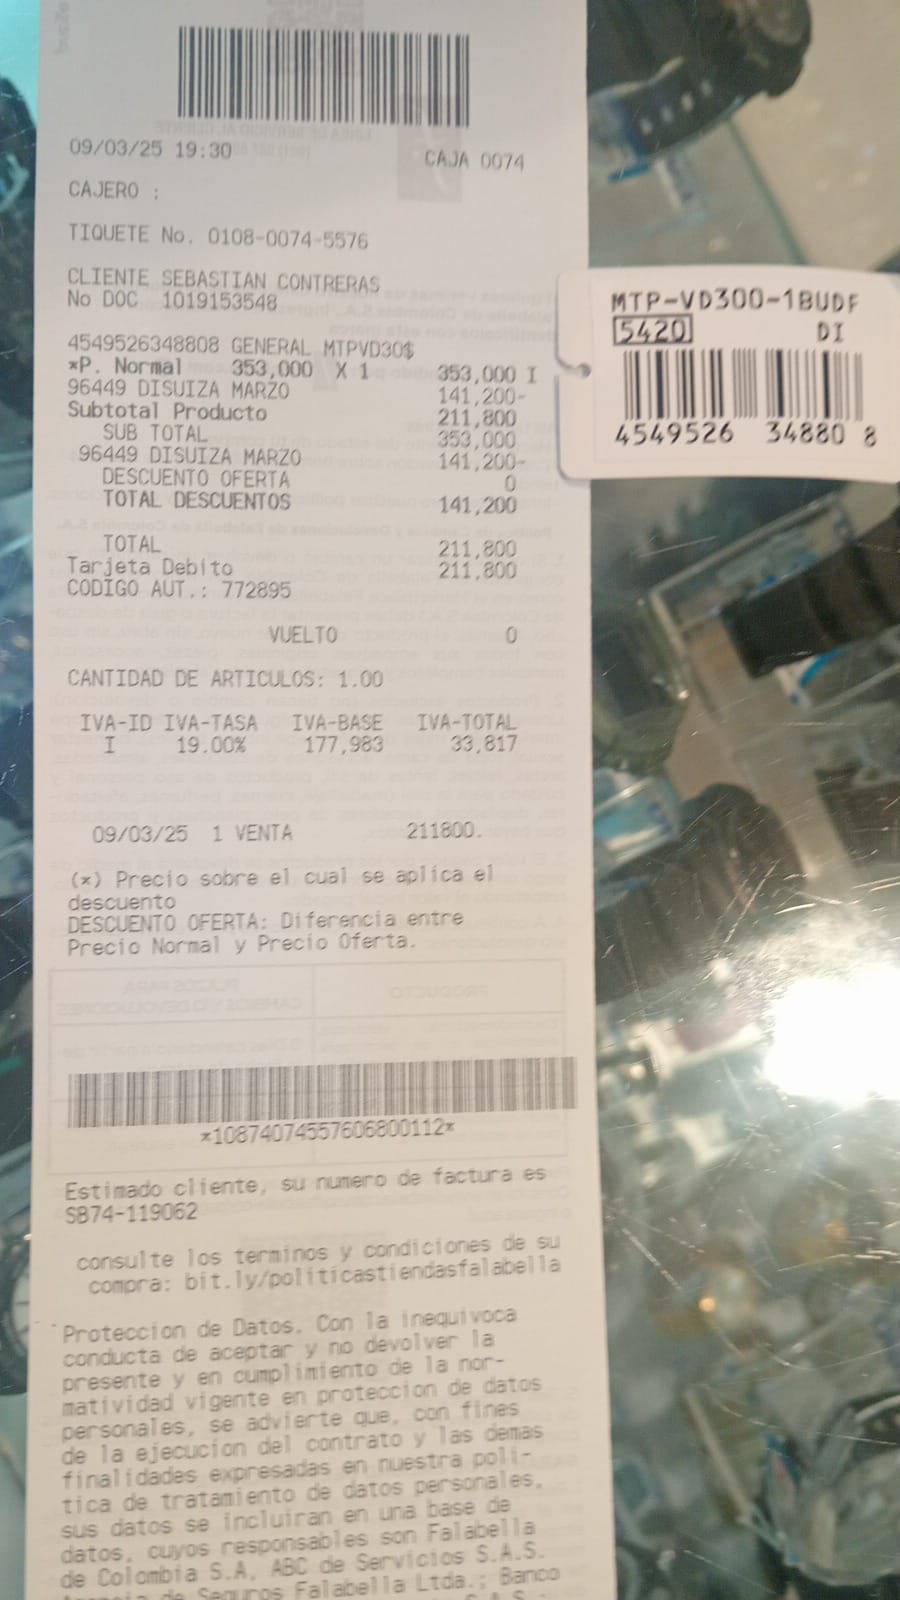 09/03/25 19:30 CAJA 0074
CAJERO :
TIQUETE No. 0108-0074-5576
CLIENTE SEBASTIAN CONTRERAS
No DOC 1019153548
4549526348808 GENERAL MTPVD30$
*P. Normal 353,000 X 1 353,000 I
96449 DISUIZA MARZO 141,200-
Subtotal Producto 211,800
SUB TOTAL 353,000
96449 DISUIZA MARZO 141,200-
DESCUENTO OFERTA 0
TOTAL DESCUENTOS 141,200
TOTAL 211,800
Tarjeta Debito 211,800
CODIGO AUT.: 772895
VUELTO 0
CANTIDAD DE ARTICULOS: 1.00
IVA-ID IVA-TASA IVA-BASE IVA-TOTAL
I 19.00% 177,983 33,817
09/03/25 1 VENTA 211800.
(*) Precio sobre el cual se aplica el
descuento
DESCUENTO OFERTA: Diferencia entre
Precio Normal y Precio Oferta.
*10874074557606800112*
Estimado cliente, su numero de factura es
SB74-119062
consulte los terminos y condiciones de su
compra: bit.ly/politicastiendasfalabella
Proteccion de Datos. Con la inequivoca
conducta de aceptar y no devolver la
presente y en cumplimiento de la nor-
matividad vigente en proteccion de datos
personales, se advierte que, con fines
de la ejecucion del contrato y las demas
finalidades expresadas en nuestra poli-
tica de tratamiento de datos personales,
sus datos se incluiran en una base de
datos, cuyos responsables son Falabella
de Colombia S.A, ABC de Servicios S.A.S.
de Seguros Falabella Ltda.; Banco
MTP-VD300-1BUDF
5420 DI
4549526 34880 8